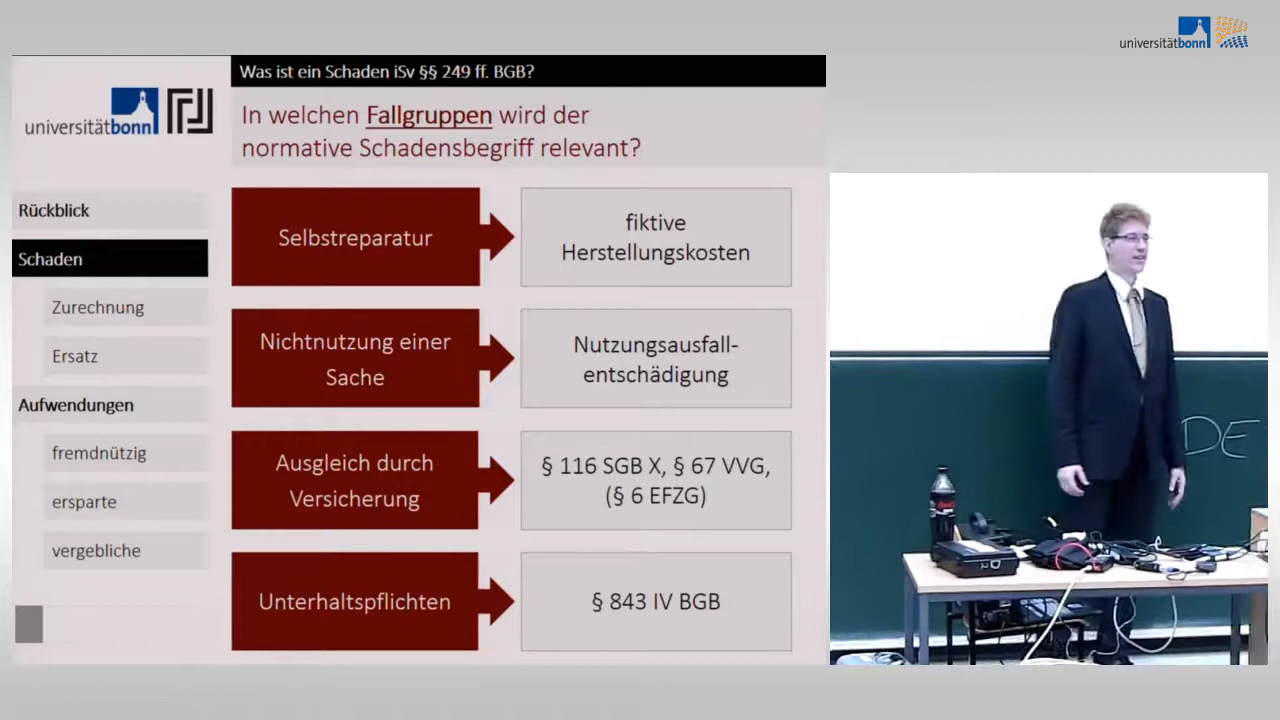 universitätbonn
Was ist ein Schaden iSv §§ 249 ff. BGB?
universitätbonn
In welchen Fallgruppen wird der
normative Schadensbegriff relevant?
Rückblick
Schaden
Zurechnung
Ersatz
Aufwendungen
fremdnützig
ersparte
vergebliche
Selbstreparatur
fiktive
Herstellungskosten
Nichtnutzung einer
Sache
Nutzungsausfall-
entschädigung
Ausgleich durch
Versicherung
§ 116 SGB X, § 67 VVG,
(§ 6 EFZG)
Unterhaltspflichten
§ 843 IV BGB
DE